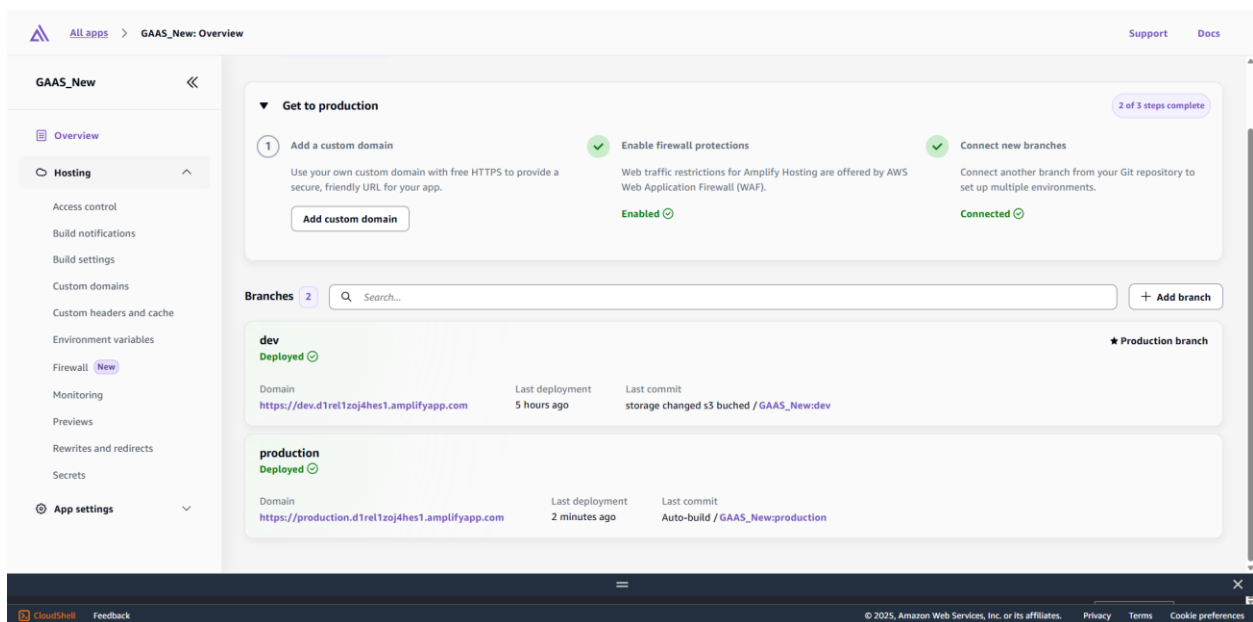 All apps > GAAS_New: Overview
Support Docs
GAAS_New
Overview
Hosting
Access control
Build notifications
Build settings
Custom domains
Custom headers and cache
Environment variables
Firewall New
Monitoring
Previews
Rewrites and redirects
Secrets
App settings
Get to production
2 of 3 steps complete
1 Add a custom domain
Use your own custom domain with free HTTPS to provide a
secure, friendly URL for your app.
Add custom domain
Enable firewall protections
Web traffic restrictions for Amplify Hosting are offered by AWS
Web Application Firewall (WAF).
Enabled
Connect new branches
Connect another branch from your Git repository to
set up multiple environments.
Connected
Branches 2 Search... + Add branch
dev
Deployed
★ Production branch
Domain Last deployment Last commit
https://dev.d1rel1zoj4hes1.amplifyapp.com 5 hours ago storage changed s3 buched / GAAS_New:dev
production
Deployed
Domain Last deployment Last commit
https://production.d1rel1zoj4hes1.amplifyapp.com 2 minutes ago Auto-build / GAAS_New:production
CloudShell Feedback © 2025, Amazon Web Services, Inc. or its affiliates. Privacy Terms Cookie preferences